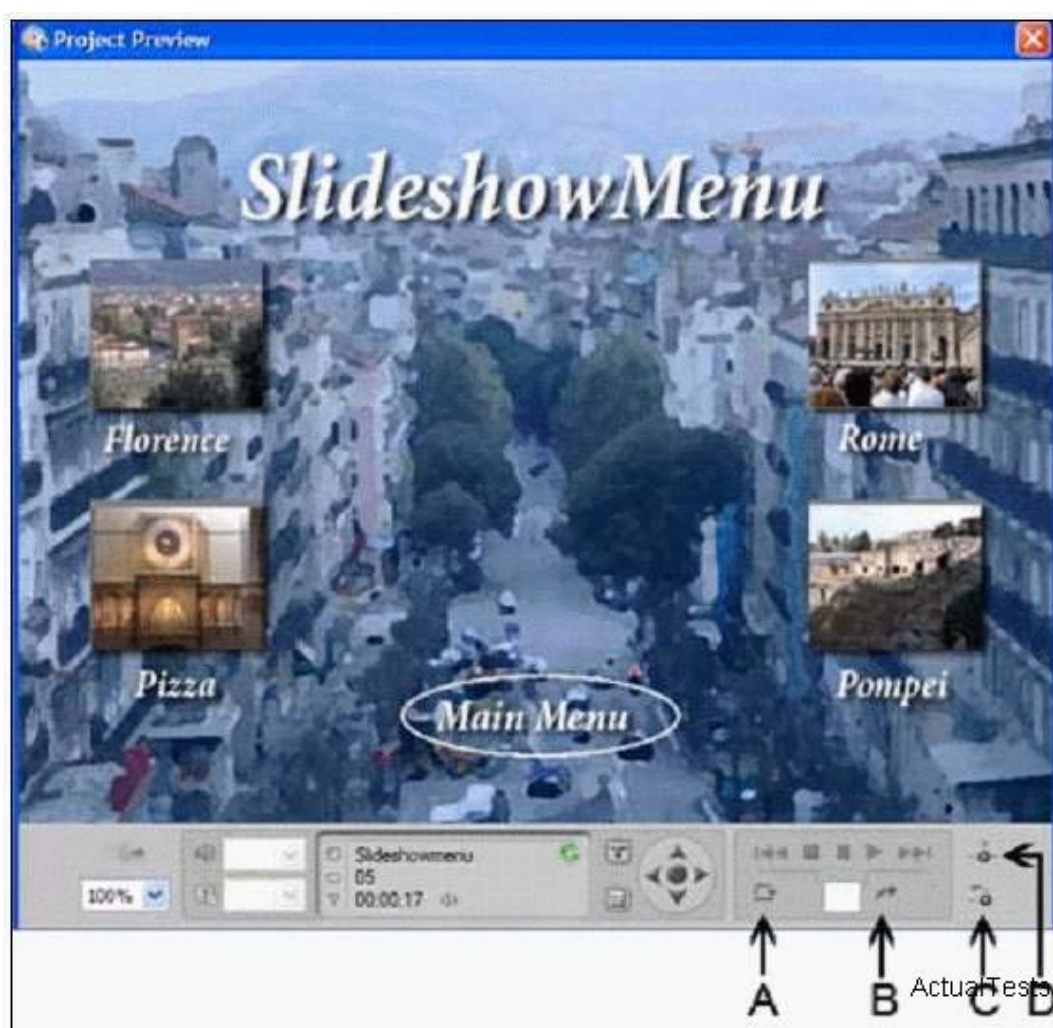 Project Preview
SlideshowMenu
Florence
Rome
Pizza
Pompei
Main Menu
Slideshowmenu
05
100%
00:00:17
A
B
C
D
ActualTests